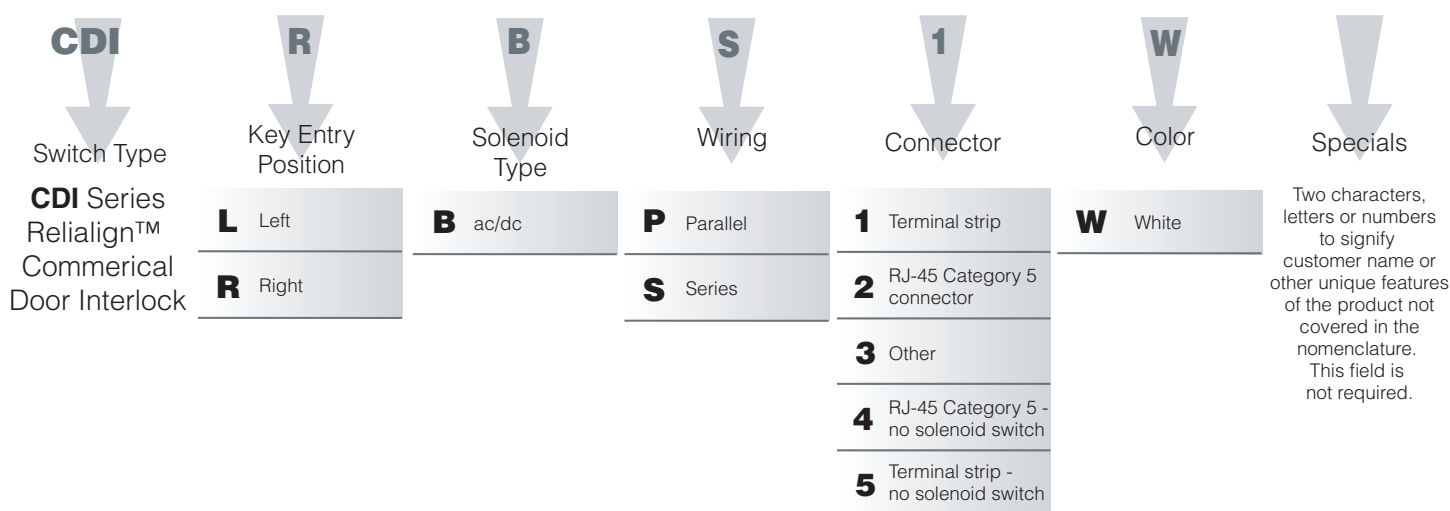 CDI
R
B
S
1
W
Switch Type
CDI Series
Relialign™
Commerical
Door Interlock
Key Entry
Position
L Left
R Right
Solenoid
Type
B ac/dc
Wiring
P Parallel
S Series
Connector
1 Terminal strip
2 RJ-45 Category 5
connector
3 Other
4 RJ-45 Category 5 -
no solenoid switch
5 Terminal strip -
no solenoid switch
Color
W White
Specials
Two characters,
letters or numbers
to signify
customer name or
other unique features
of the product not
covered in the
nomenclature.
This field is
not required.